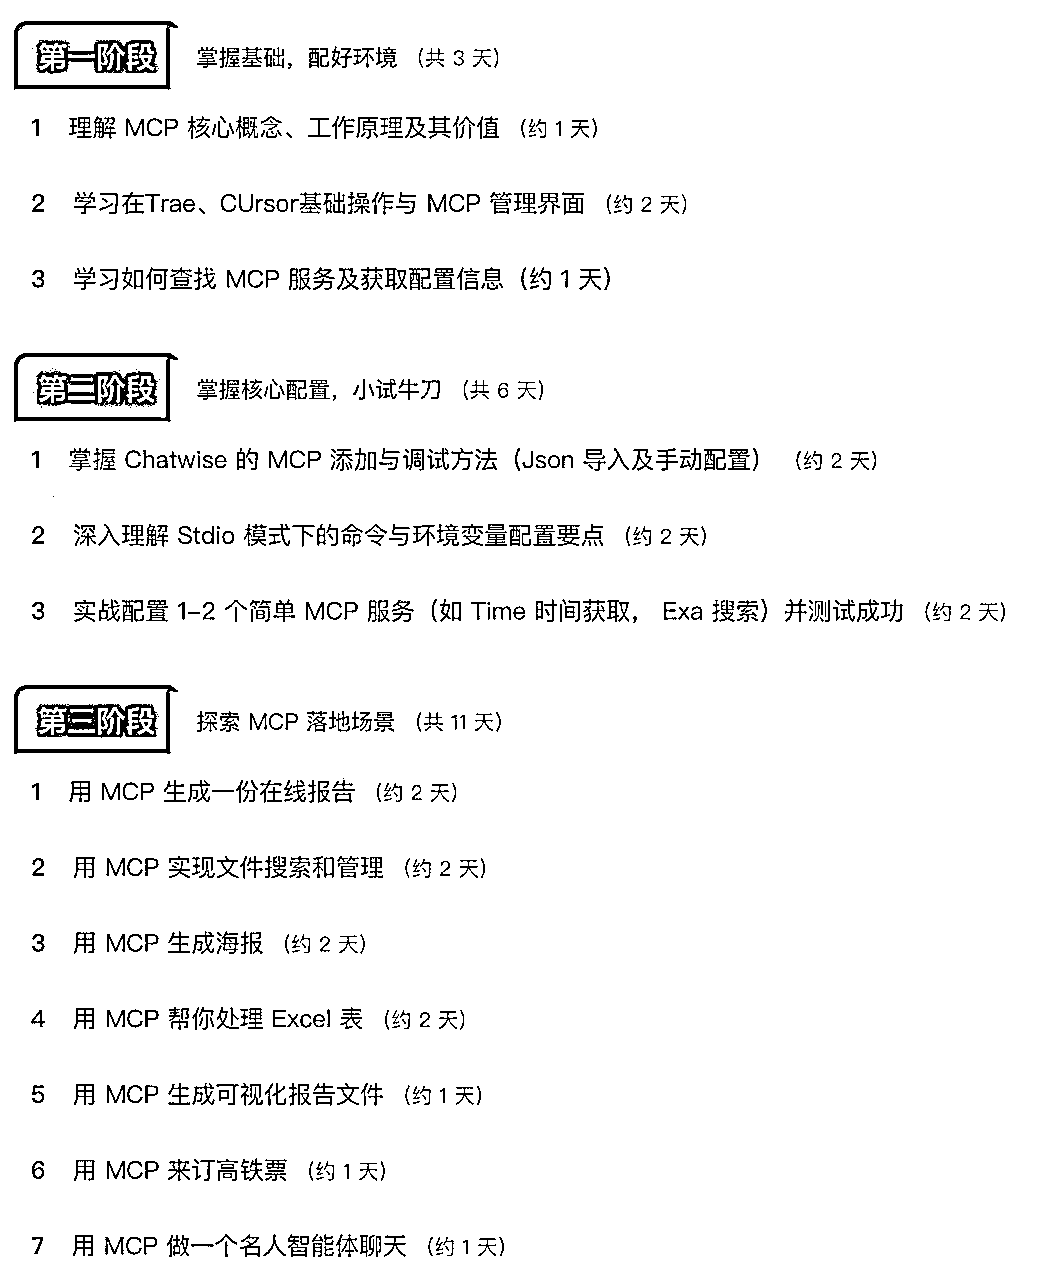 第一阶段 掌握基础，配好环境 （共 3 天）
1 理解 MCP 核心概念、工作原理及其价值 （约 1 天）
2 学习在Trae、CUrsor基础操作与 MCP 管理界面 （约 2 天）
3 学习如何查找 MCP 服务及获取配置信息（约 1 天）
第二阶段 掌握核心配置，小试牛刀 （共 6 天）
1 掌握 Chatwise 的 MCP 添加与调试方法（Json 导入及手动配置） （约 2 天）
2 深入理解 Stdio 模式下的命令与环境变量配置要点 （约 2 天）
3 实战配置 1–2 个简单 MCP 服务（如 Time 时间获取， Exa 搜索）并测试成功 （约 2 天）
第三阶段 探索 MCP 落地场景 （共 11 天）
1 用 MCP 生成一份在线报告 （约 2 天）
2 用 MCP 实现文件搜索和管理 （约 2 天）
3 用 MCP 生成海报 （约 2 天）
4 用 MCP 帮你处理 Excel 表 （约 2 天）
5 用 MCP 生成可视化报告文件 （约 1 天）
6 用 MCP 来订高铁票 （约 1 天）
7 用 MCP 做一个名人智能体聊天 （约 1 天）